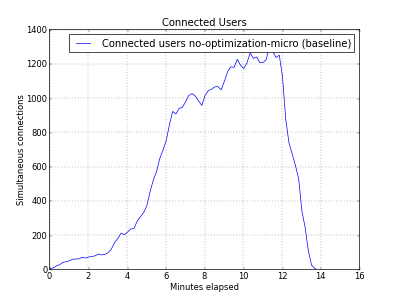 Connected Users
Connected users no-optimization-micro (baseline)
1400
1200
1000
800
600
400
200
0
Simultaneous connections
0 2 4 6 8 10 12 14 16
Minutes elapsed